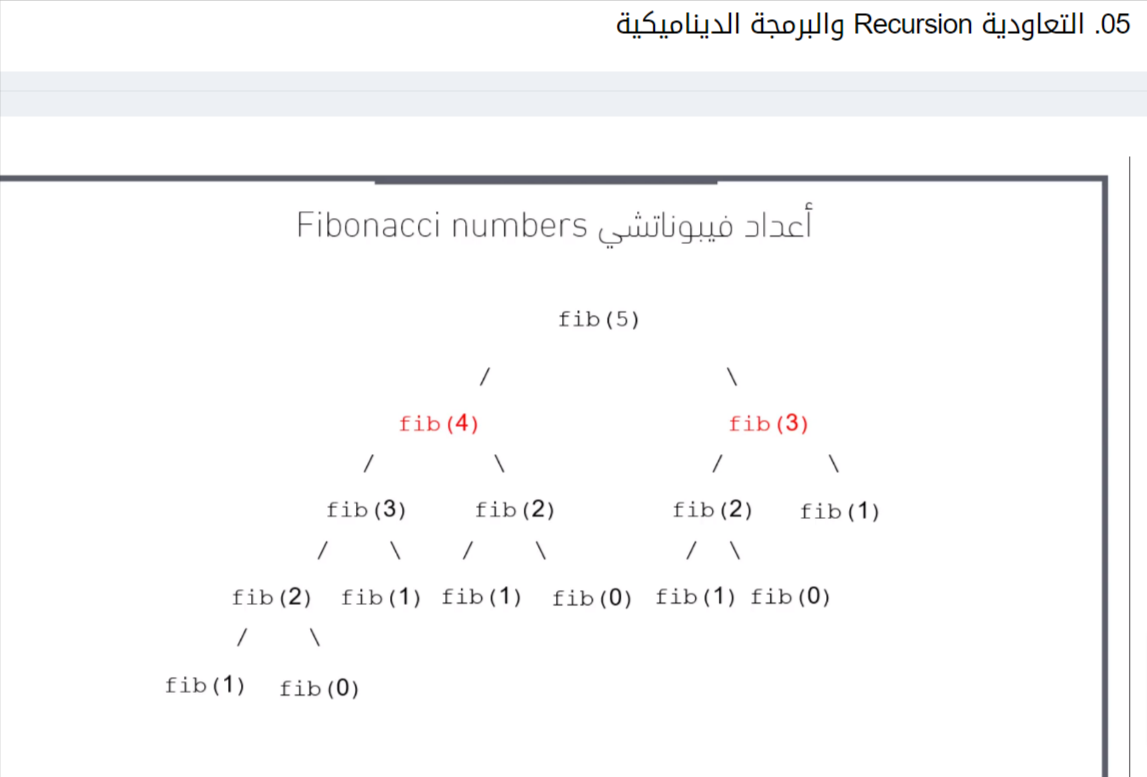 05. التعاودية Recursion والبرمجة الديناميكية
أعداد فيبوناتشي Fibonacci numbers
fib(5)
/ \
fib(4) fib(3)
/ \ / \
fib(3) fib(2) fib(2) fib(1)
/ \ / \ / \
fib(2) fib(1) fib(1) fib(0) fib(1) fib(0)
/ \
fib(1) fib(0)